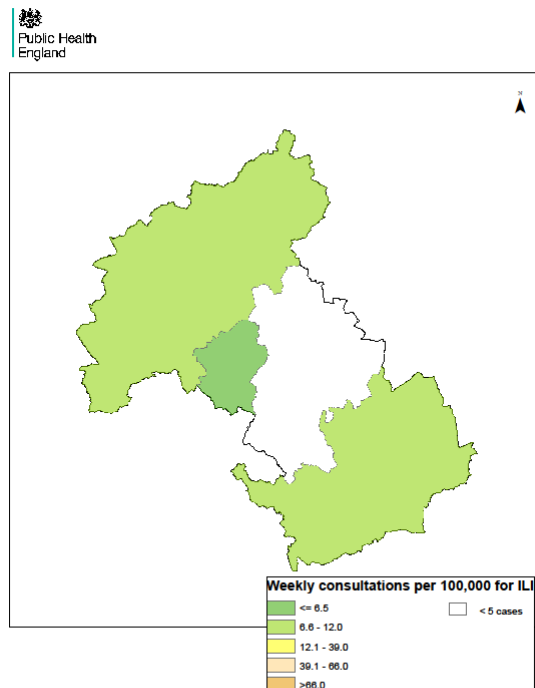 Public Health
England
N
Weekly consultations per 100,000 for ILI
<= 6.5
< 5 cases
6.6 - 12.0
12.1 - 39.0
39.1 - 66.0
>66.0